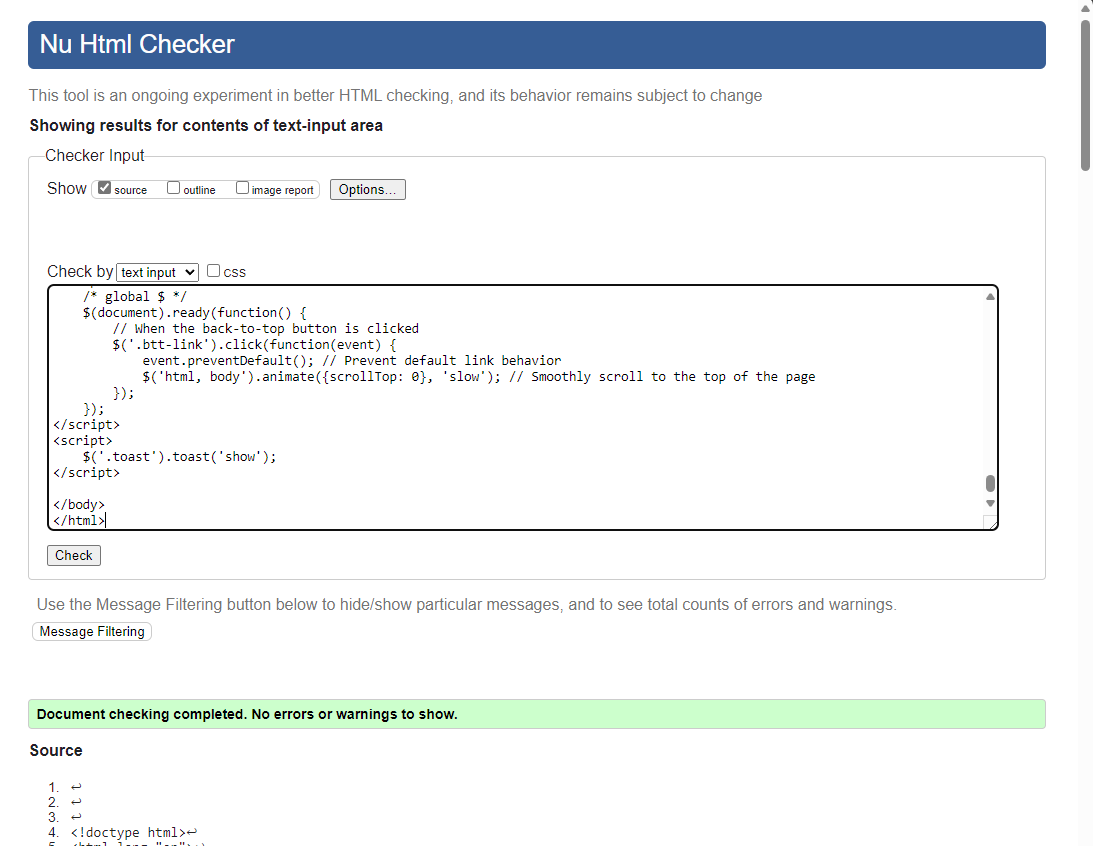 Nu Html Checker
This tool is an ongoing experiment in better HTML checking, and its behavior remains subject to change
Showing results for contents of text-input area
Checker Input
Show source outline image report Options...
Check by text input css
/* global $ */
$(document).ready(function() {
// When the back-to-top button is clicked
$('.btt-link').click(function(event) {
event.preventDefault(); // Prevent default link behavior
$('html, body').animate({scrollTop: 0}, 'slow'); // Smoothly scroll to the top of the page
});
});
</script>
<script>
$('.toast').toast('show');
</script>
</body>
</html>
Check
Use the Message Filtering button below to hide/show particular messages, and to see total counts of errors and warnings.
Message Filtering
Document checking completed. No errors or warnings to show.
Source
1. ↩
2. ↩
3. ↩
4. <!doctype html>↩